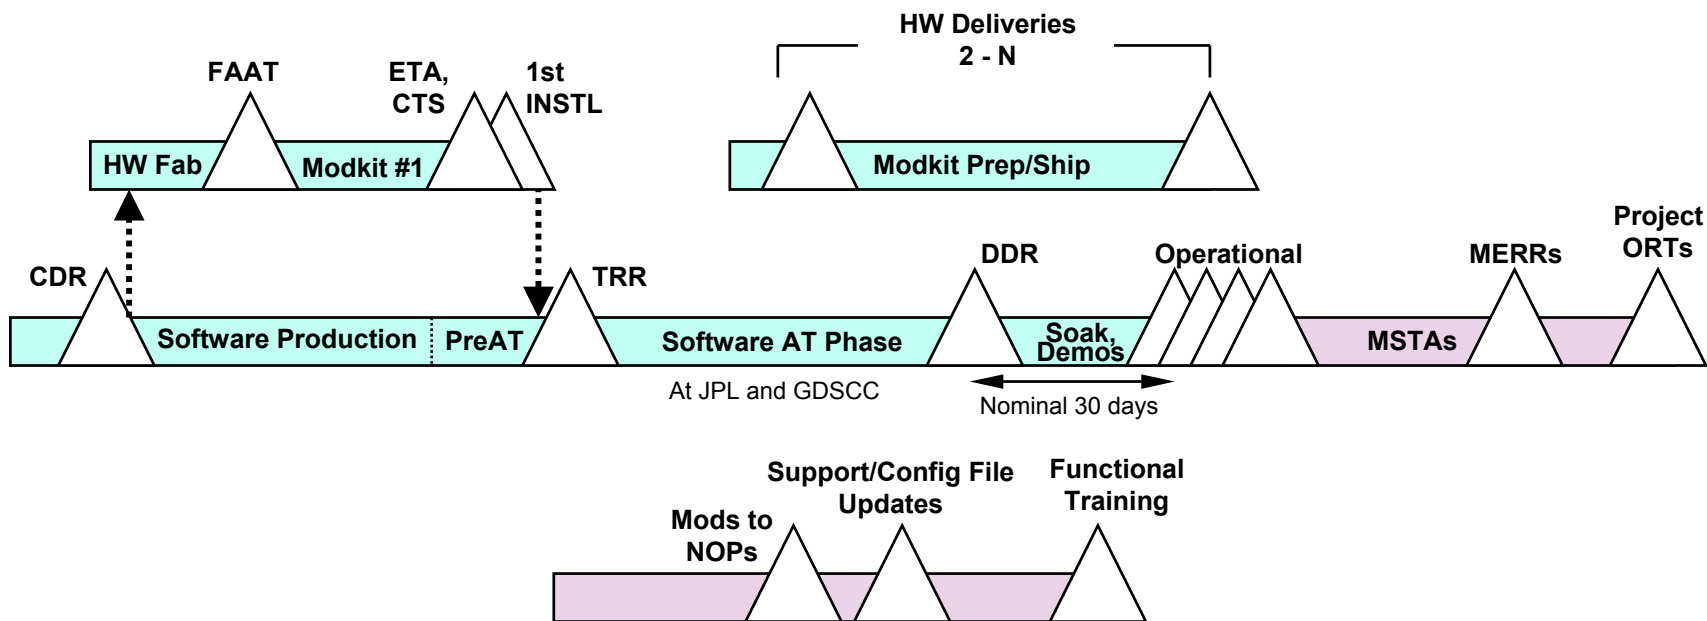 HW Deliveries
2 - N
FAAT
ETA,
CTS
1st
INSTL
HW Fab
Modkit #1
Modkit Prep/Ship
Project
ORTs
CDR
TRR
DDR
Operational
MERRs
Software Production
PreAT
Software AT Phase
Soak,
Demos
MSTAs
At JPL and GDSCC
Nominal 30 days
Support/Config File
Updates
Functional
Training
Mods to
NOPs